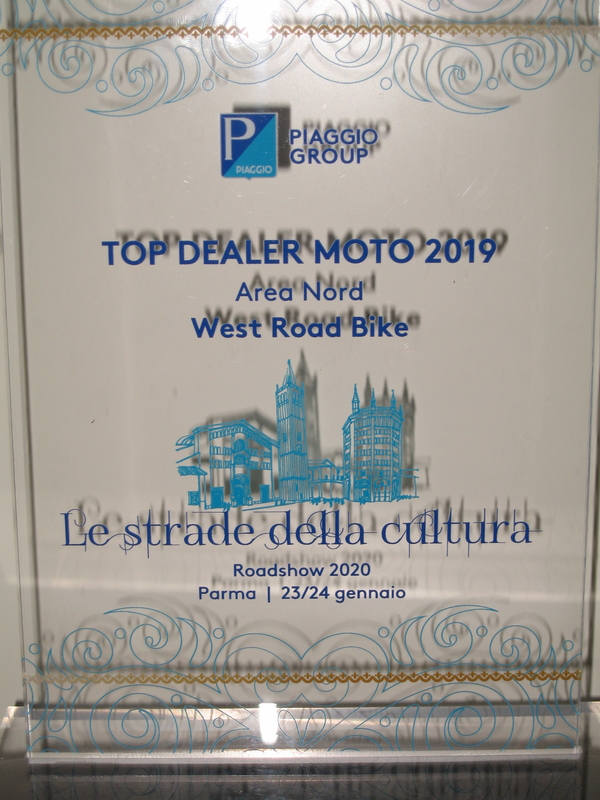 P
PIAGGIO
PIAGGIO
GROUP
TOP DEALER MOTO 2019
Area Nord
West Road Bike
Le strade della cultura
Roadshow 2020
Parma | 23/24 gennaio